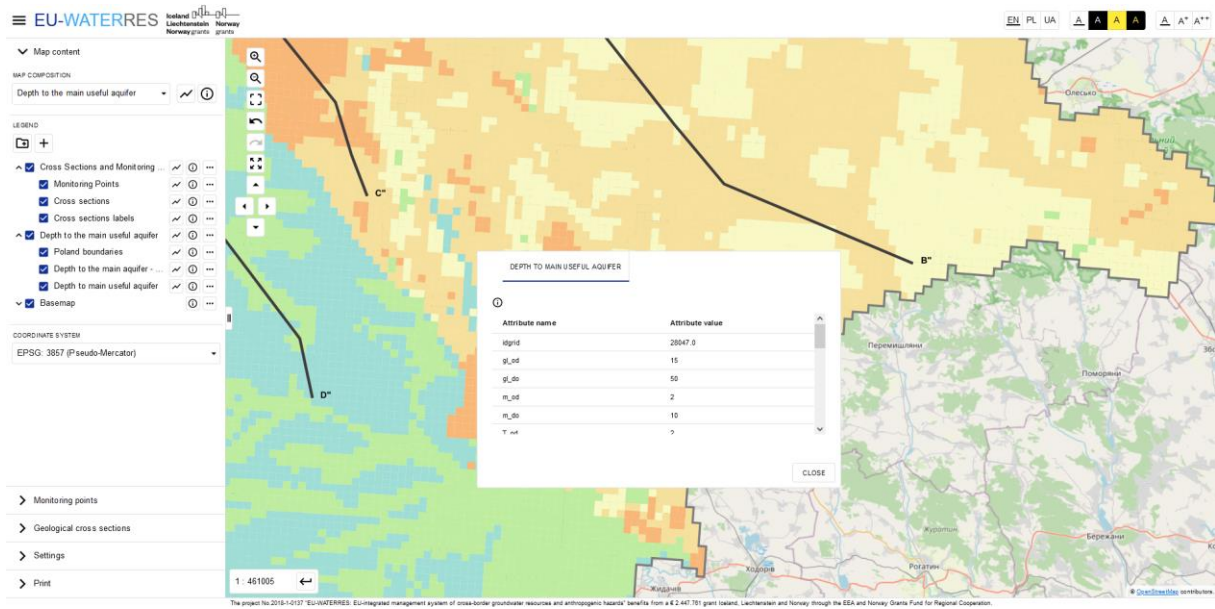 EU-WATERRES
Iceland
Liechtenstein Norway
Norway grants grants
EN PL UA A A A A A A+ A++
Map content
MAP COMPOSITION
Depth to the main useful aquifer
LEGEND
Cross Sections and Monitoring ...
Monitoring Points
Cross sections
Cross sections labels
Depth to the main useful aquifer
Poland boundaries
Depth to the main aquifer - ...
Depth to main useful aquifer
Basemap
COORDINATE SYSTEM
EPSG: 3857 (Pseudo-Mercator)
Monitoring points
Geological cross sections
Settings
Print
C"
B"
D"
Олесько
Перемишляни
Поморяни
Бережани
Рогатин
Ходорів
Жидачів
DEPTH TO MAIN USEFUL AQUIFER
Attribute name Attribute value
idgrid 28047.0
gl_od 15
gl_do 50
m_od 2
m_do 10
T_od 2
CLOSE
1 : 461005
© OpenStreetMap contributors.
The project No.2018-1-0137 "EU-WATERRES: EU-integrated management system of cross-border groundwater resources and anthropogenic hazards" benefits from a € 2.447.761 grant Iceland, Liechtenstein and Norway through the EEA and Norway Grants Fund for Regional Cooperation.